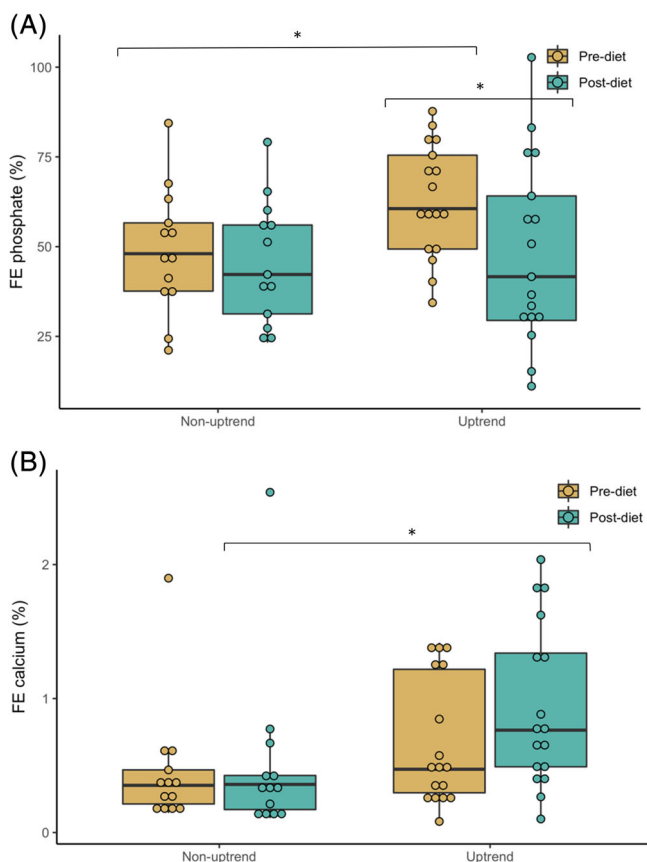 (A)
*
Pre-diet
Post-diet
*
100
75
50
25
FE phosphate (%)
Non-uptrend
Uptrend
(B)
Pre-diet
Post-diet
*
2
1
0
FE calcium (%)
Non-uptrend
Uptrend